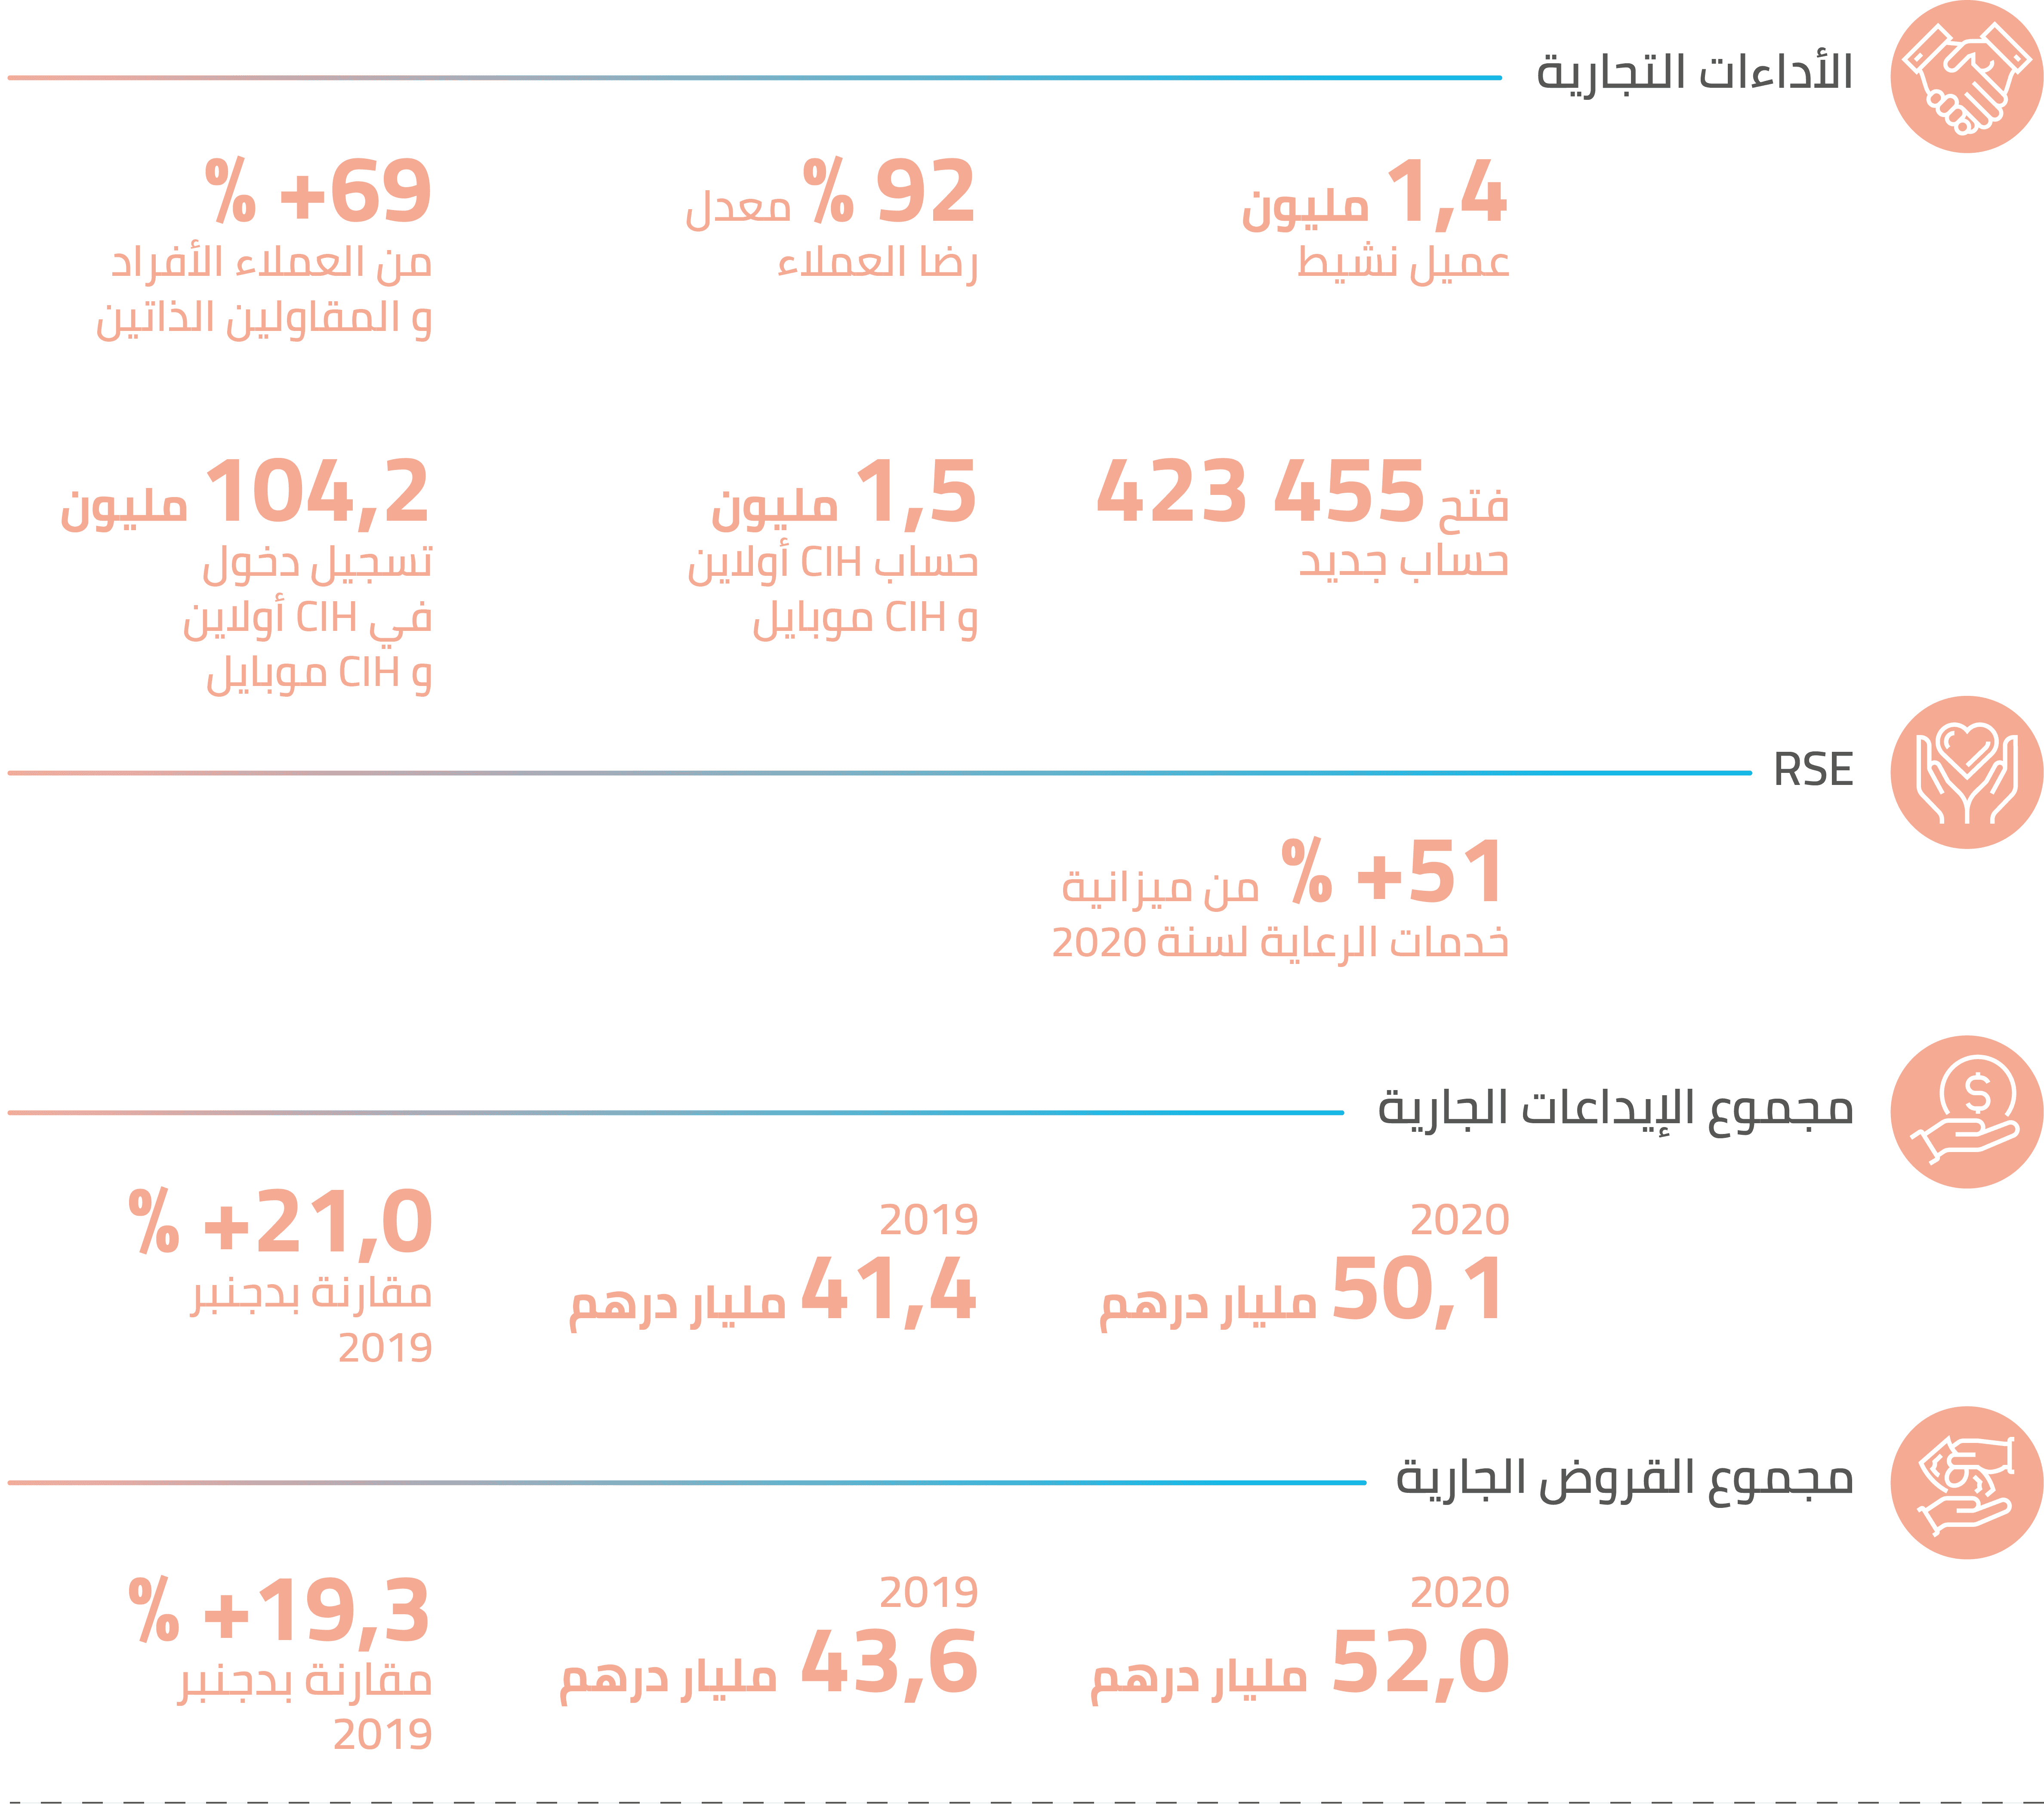 الأداءات التجارية
1,4 مليون
عميل نشيط
92 % معدل
رضا العملاء
69+ %
من العملاء الأفراد
و المقاولين الذاتين
فتح 455 423
حساب جديد
1,5 مليون
حساب CIH أولاين
و CIH موبايل
104,2 مليون
تسجيل دخول
في CIH أولاين
و CIH موبايل
RSE
51+ % من ميزانية
خدمات الرعاية لسنة 2020
مجموع الإيداعات الجارية
2020
50,1 مليار درهم
2019
41,4 مليار درهم
21,0+ %
مقارنة بدجنبر
2019
مجموع القروض الجارية
2020
52,0 مليار درهم
2019
43,6 مليار درهم
19,3+ %
مقارنة بدجنبر
2019